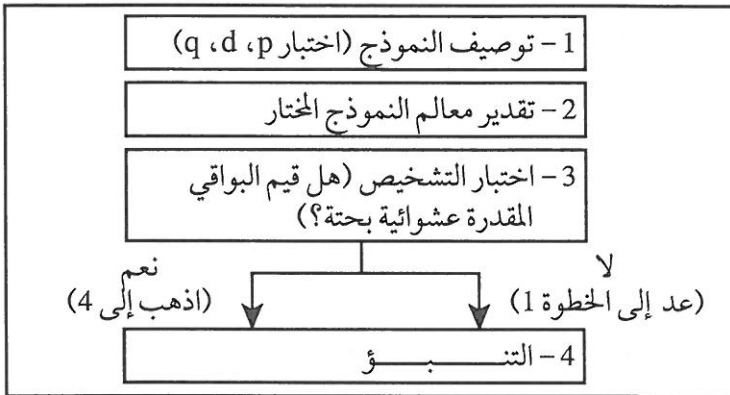 1 - توصيف النموذج (اختبار q ، d ، p)
2 - تقدير معالم النموذج المختار
3 - اختبار التشخيص (هل قيم البواقي
المقدرة عشوائية بحتة؟)
لا
(عد إلى الخطوة 1)
نعم
(اذهب إلى 4)
4 - التنـــــبـــــؤ